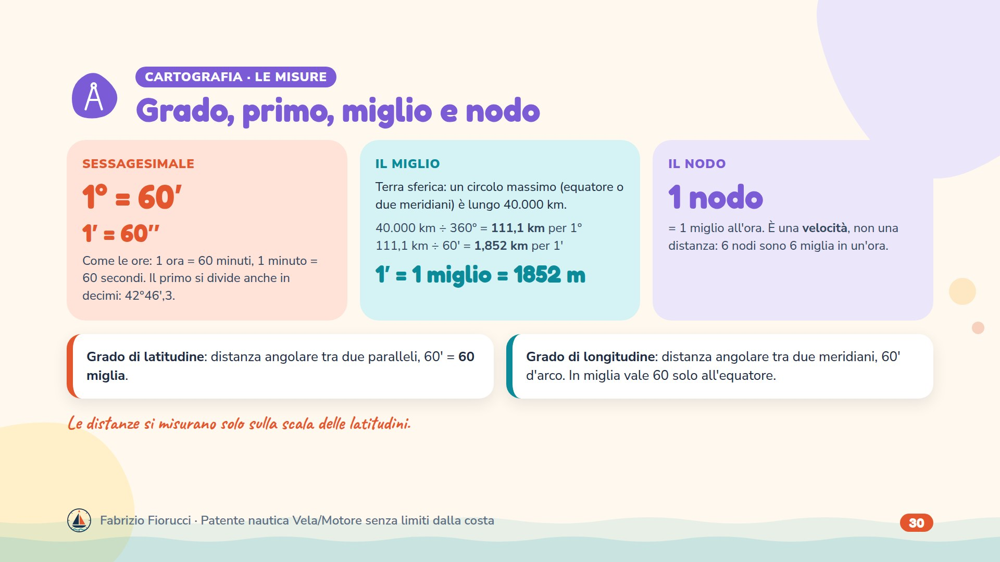 CARTOGRAFIA · LE MISURE
Grado, primo, miglio e nodo
SESSAGESIMALE
1° = 60′
1′ = 60″
Come le ore: 1 ora = 60 minuti, 1 minuto =
60 secondi. Il primo si divide anche in
decimi: 42°46',3.
IL MIGLIO
Terra sferica: un circolo massimo (equatore o
due meridiani) è lungo 40.000 km.
40.000 km ÷ 360° = 111,1 km per 1°
111,1 km ÷ 60' = 1,852 km per 1'
1′ = 1 miglio = 1852 m
IL NODO
1 nodo
= 1 miglio all'ora. È una velocità, non una
distanza: 6 nodi sono 6 miglia in un'ora.
Grado di latitudine: distanza angolare tra due paralleli, 60' = 60
miglia.
Grado di longitudine: distanza angolare tra due meridiani, 60'
d'arco. In miglia vale 60 solo all'equatore.
Le distanze si misurano solo sulla scala delle latitudini.
Fabrizio Fiorucci · Patente nautica Vela/Motore senza limiti dalla costa
30